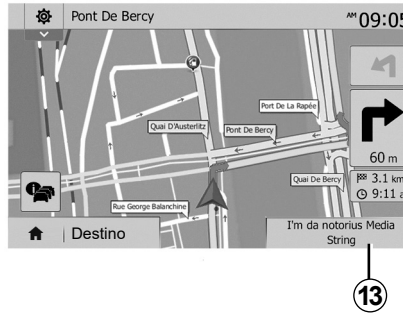 Pont De Bercy
AM 09:05
Port De La Rapée
Quai D'Austerlitz
Pont De Bercy
60 m
Quai De Bercy
3.1 km
9:11 a
Rue George Balanchine
Destino
I'm da notorius Media
String
13